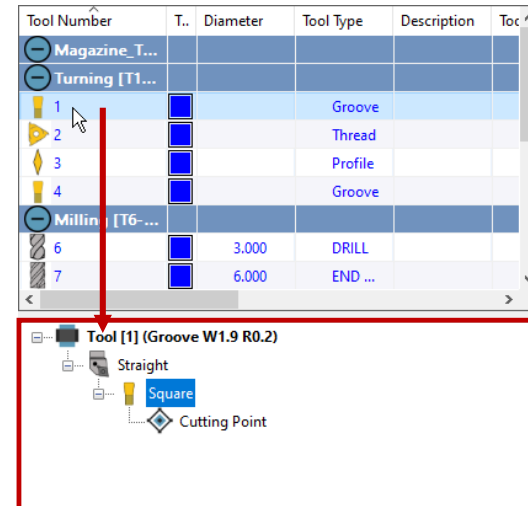 Tool Number T.. Diameter Tool Type Description Too
Magazine_T...
Turning [T1...
1 Groove
2 Thread
3 Profile
4 Groove
Milling [T6-...
6 3.000 DRILL
7 6.000 END ...
Tool [1] (Groove W1.9 R0.2)
Straight
Square
Cutting Point